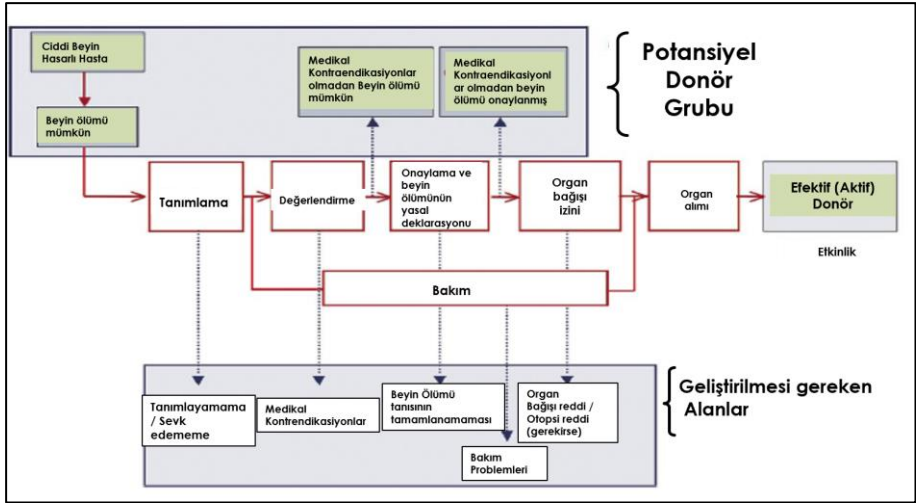 Ciddi Beyin
Hasarlı Hasta
Beyin ölümü
mümkün
Medikal
Kontraendikasyonlar
olmadan Beyin ölümü
mümkün
Medikal
Kontraendikasyonl
ar olmadan beyin
ölümü onaylanmış
Potansiyel
Donör
Grubu
Tanımlama
Değerlendirme
Onaylama ve
beyin
ölümünün
yasal
deklarasyonu
Organ
bağışı
izini
Organ
alımı
Efektif (Aktif)
Donör
Etkinlik
Bakım
Tanımlayamama
/ Sevk
edememe
Medikal
Kontrendikasyonlar
Beyin Ölümü
tanısının
tamamlanamaması
Organ
Bağışı reddi /
Otopsi reddi
(gerekirse)
Bakım
Problemleri
Geliştirilmesi gereken
Alanlar